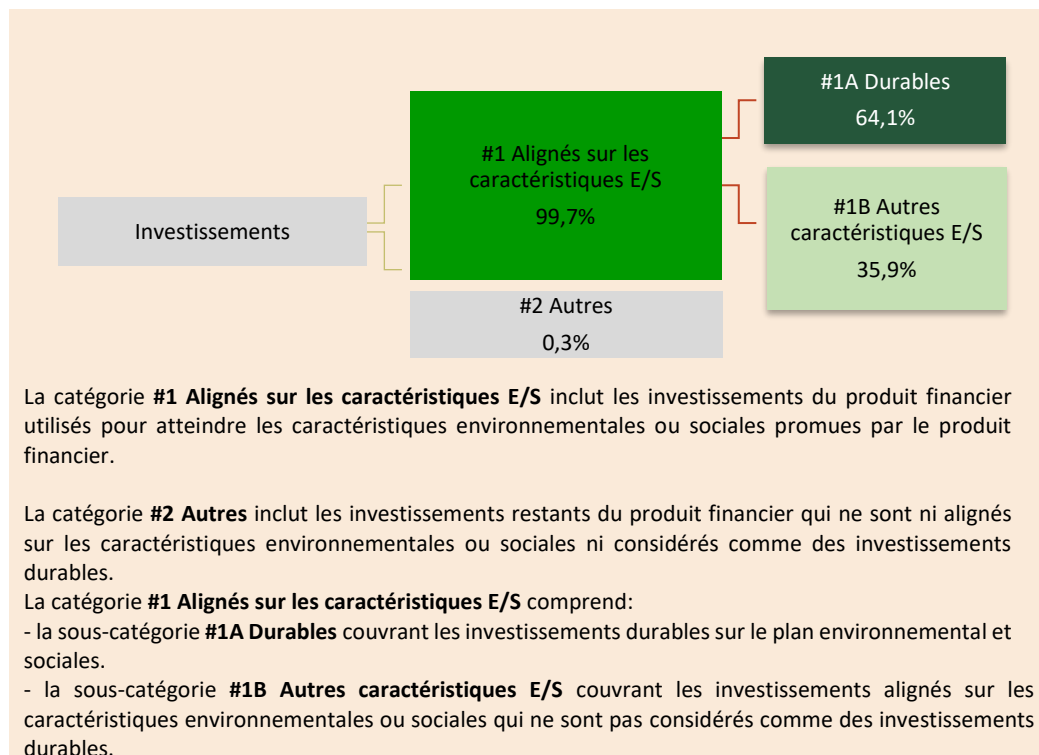 #1A Durables
64,1%
#1 Alignés sur les
caractéristiques E/S
99,7%
#1B Autres
caractéristiques E/S
35,9%
Investissements
#2 Autres
0,3%
La catégorie #1 Alignés sur les caractéristiques E/S inclut les investissements du produit financier
utilisés pour atteindre les caractéristiques environnementales ou sociales promues par le produit
financier.
La catégorie #2 Autres inclut les investissements restants du produit financier qui ne sont ni alignés
sur les caractéristiques environnementales ou sociales ni considérés comme des investissements
durables.
La catégorie #1 Alignés sur les caractéristiques E/S comprend:
- la sous-catégorie #1A Durables couvrant les investissements durables sur le plan environnemental et
sociales.
- la sous-catégorie #1B Autres caractéristiques E/S couvrant les investissements alignés sur les
caractéristiques environnementales ou sociales qui ne sont pas considérés comme des investissements
durables.